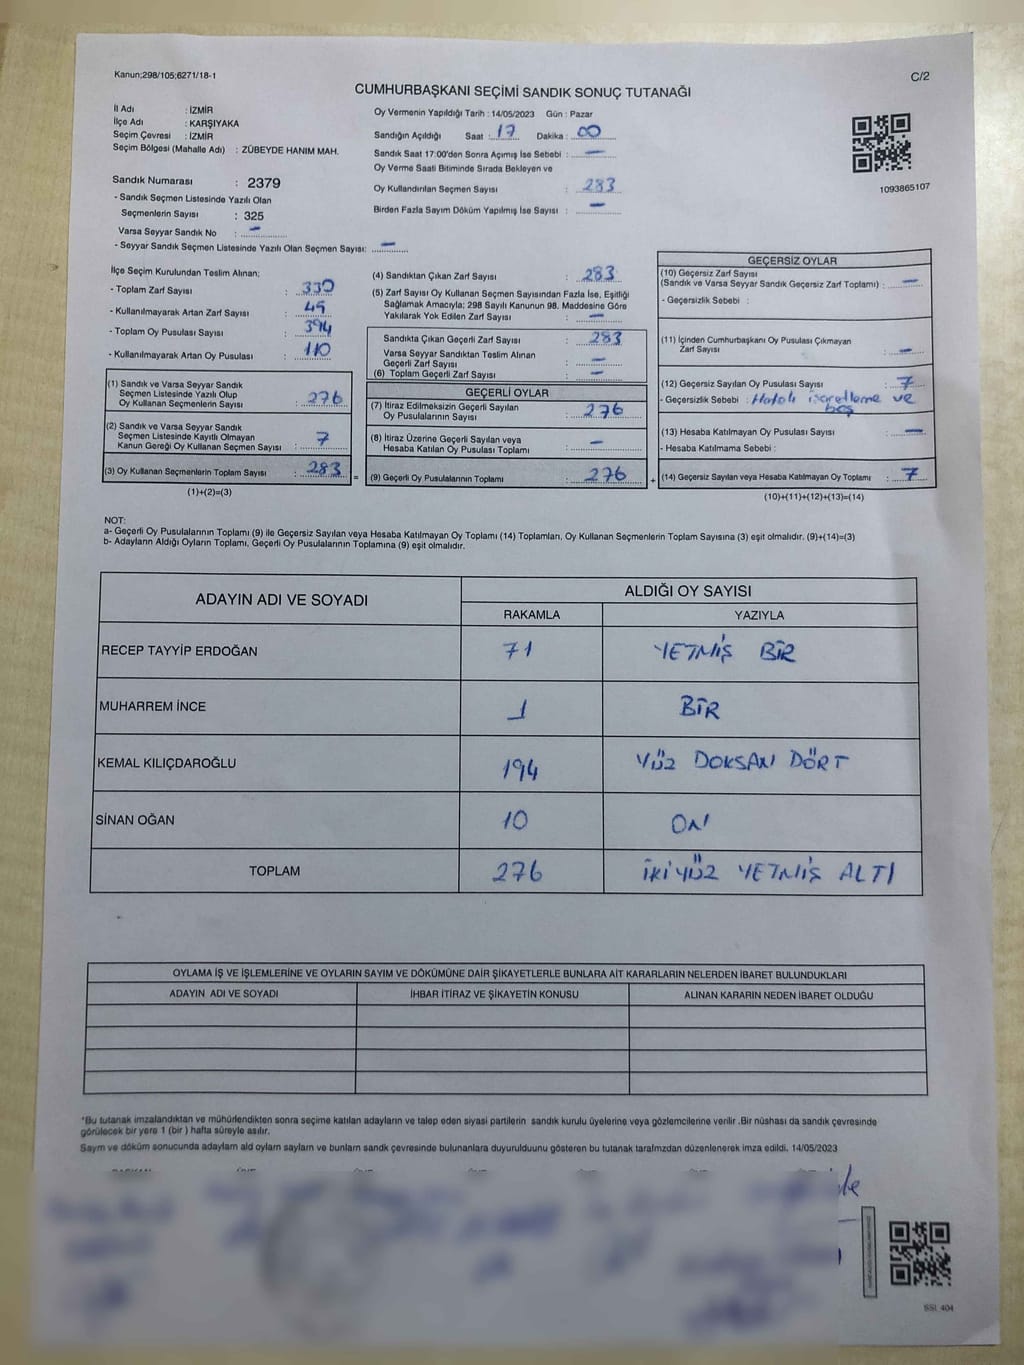 Kanun;298/105;6271/18-1
C/2
CUMHURBAŞKANI SEÇİMİ SANDIK SONUÇ TUTANAĞI
İl Adı : İZMİR
İlçe Adı : KARŞIYAKA
Seçim Çevresi : İZMİR
Seçim Bölgesi (Mahalle Adı) : ZÜBEYDE HANIM MAH.
Sandık Numarası : 2379
- Sandık Seçmen Listesinde Yazılı Olan
Seçmenlerin Sayısı : 325
Varsa Seyyar Sandık No : —
- Seyyar Sandık Seçmen Listesinde Yazılı Olan Seçmen Sayısı: —
Oy Vermenin Yapıldığı Tarih : 14/05/2023 Gün : Pazar
Sandığın Açıldığı Saat : 17 Dakika : 00
Sandık Saat 17:00'den Sonra Açımış İse Sebebi : —
Oy Verme Saati Bitiminde Sırada Bekleyen ve
Oy Kullandırılan Seçmen Sayısı : 283
Birden Fazla Sayım Döküm Yapılmış İse Sayısı : —
1093865107
İlçe Seçim Kurulundan Teslim Alınan;
- Toplam Zarf Sayısı : 330
- Kullanılmayarak Artan Zarf Sayısı : 49
- Toplam Oy Pusulası Sayısı : 394
- Kullanılmayarak Artan Oy Pusulası : 110
(1) Sandık ve Varsa Seyyar Sandık
Seçmen Listesinde Yazılı Olup
Oy Kullanan Seçmenlerin Sayısı : 276
(2) Sandık ve Varsa Seyyar Sandık
Seçmen Listesinde Kayıtlı Olmayan
Kanun Gereği Oy Kullanan Seçmen Sayısı : 7
(3) Oy Kullanan Seçmenlerin Toplam Sayısı : 283 =
(1)+(2)=(3)
(4) Sandıktan Çıkan Zarf Sayısı : 283
(5) Zarf Sayısı Oy Kullanan Seçmen Sayısından Fazla İse, Eşitliği
Sağlamak Amacıyla; 298 Sayılı Kanunun 98. Maddesine Göre
Yakılarak Yok Edilen Zarf Sayısı : —
Sandıkta Çıkan Geçerli Zarf Sayısı : 283
Varsa Seyyar Sandıktan Teslim Alınan
Geçerli Zarf Sayısı : —
(6) Toplam Geçerli Zarf Sayısı : —
GEÇERLİ OYLAR
(7) İtiraz Edilmeksizin Geçerli Sayılan
Oy Pusulalarının Sayısı : 276
(8) İtiraz Üzerine Geçerli Sayılan veya
Hesaba Katılan Oy Pusulası Toplamı : —
(9) Geçerli Oy Pusulalarının Toplamı : 276 +
GEÇERSİZ OYLAR
(10) Geçersiz Zarf Sayısı
(Sandık ve Varsa Seyyar Sandık Geçersiz Zarf Toplamı) : —
- Geçersizlik Sebebi :
(11) İçinden Cumhurbaşkanı Oy Pusulası Çıkmayan
Zarf Sayısı : —
(12) Geçersiz Sayılan Oy Pusulası Sayısı : 7
- Geçersizlik Sebebi : Hatalı işaretleme ve
boş
(13) Hesaba Katılmayan Oy Pusulası Sayısı : —
- Hesaba Katılmama Sebebi :
(14) Geçersiz Sayılan veya Hesaba Katılmayan Oy Toplamı : 7
(10)+(11)+(12)+(13)=(14)
NOT:
a- Geçerli Oy Pusulalarının Toplamı (9) ile Geçersiz Sayılan veya Hesaba Katılmayan Oy Toplamı (14) Toplamları, Oy Kullanan Seçmenlerin Toplam Sayısına (3) eşit olmalıdır. (9)+(14)=(3)
b- Adayların Aldığı Oyların Toplamı, Geçerli Oy Pusulalarının Toplamına (9) eşit olmalıdır.
ADAYIN ADI VE SOYADI ALDIĞI OY SAYISI
RAKAMLA YAZIYLA
RECEP TAYYİP ERDOĞAN 71 YETMİŞ BİR
MUHARREM İNCE 1 BİR
KEMAL KILIÇDAROĞLU 194 YÜZ DOKSAN DÖRT
SİNAN OĞAN 10 ON
TOPLAM 276 İKİ YÜZ YETMİŞ ALTI
OYLAMA İŞ VE İŞLEMLERİNE VE OYLARIN SAYIM VE DÖKÜMÜNE DAİR ŞİKAYETLERLE BUNLARA AİT KARARLARIN NELERDEN İBARET BULUNDUKLARI
ADAYIN ADI VE SOYADI İHBAR İTİRAZ VE ŞİKAYETİN KONUSU ALINAN KARARIN NEDEN İBARET OLDUĞU
*Bu tutanak imzalandıktan ve mühürlendikten sonra seçime katılan adayların ve talep eden siyasi partilerin sandık kurulu üyelerine veya gözlemcilerine verilir .Bir nüshası da sandık çevresinde
görülecek bir yere 1 (bir ) hafta süreyle asılır.
Saym ve döküm sonucunda adaylarn ald oylarn saylarn ve bunlarn sandk çevresinde bulunanlara duyurulduunu gösteren bu tutanak tarafmzdan düzenlenerek imza edildi. 14/05/2023
SSI. 404